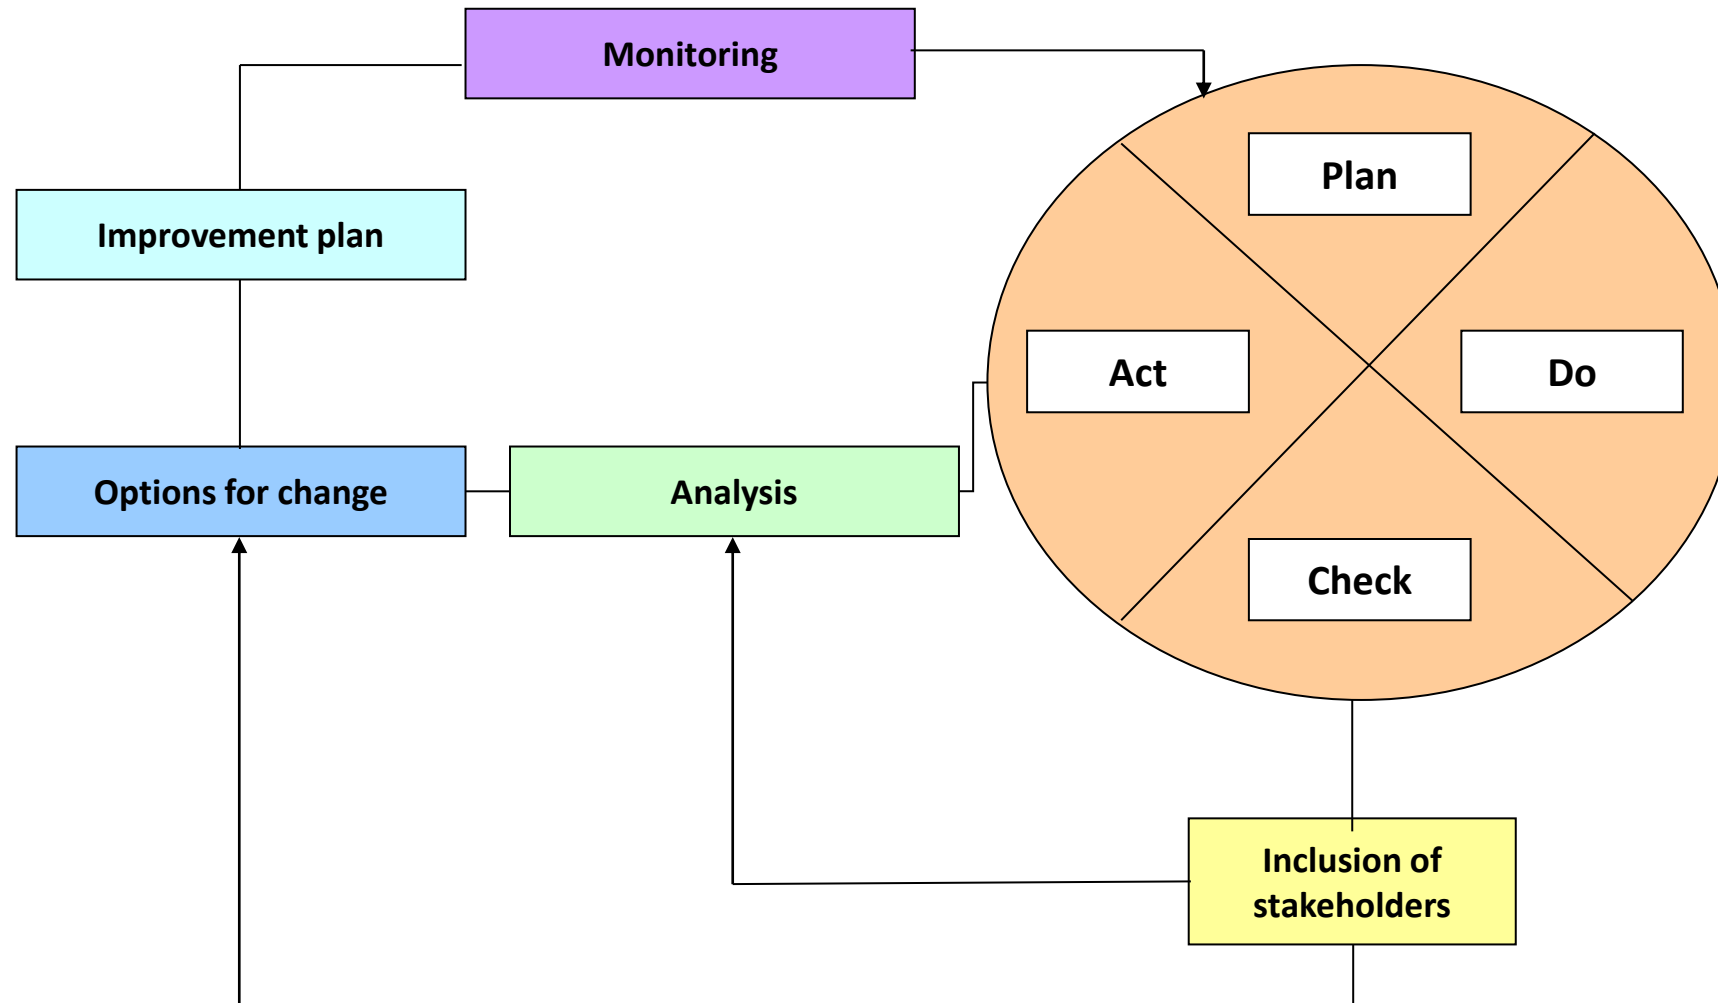 Monitoring
Plan
Improvement plan
Act
Do
Options for change
Analysis
Check
Inclusion of
stakeholders